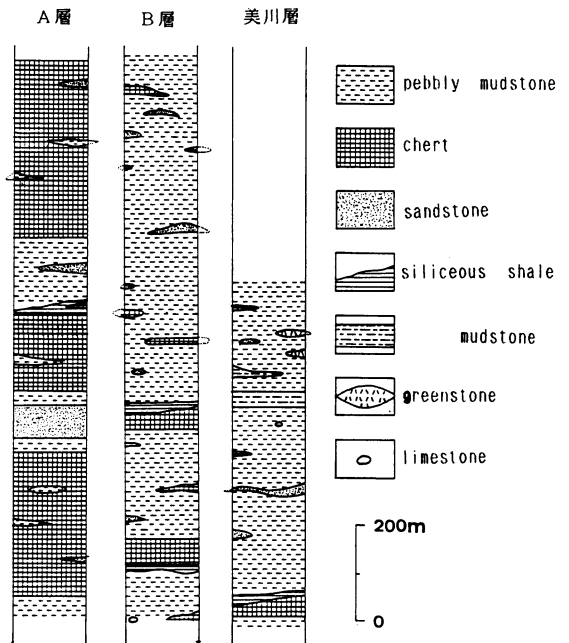 A層
B層
美川層
pebbly mudstone
chert
sandstone
siliceous shale
mudstone
greenstone
limestone
200m
0